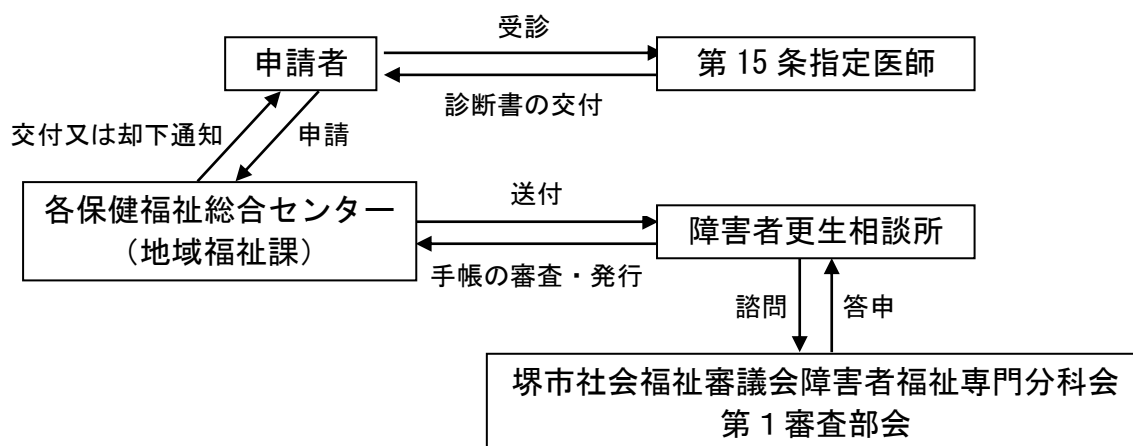 受診
申請者
第 15 条指定医師
診断書の交付
交付又は却下通知
申請
各保健福祉総合センター
（地域福祉課）
送付
障害者更生相談所
手帳の審査・発行
諮問
答申
堺市社会福祉審議会障害者福祉専門分科会
第１審査部会